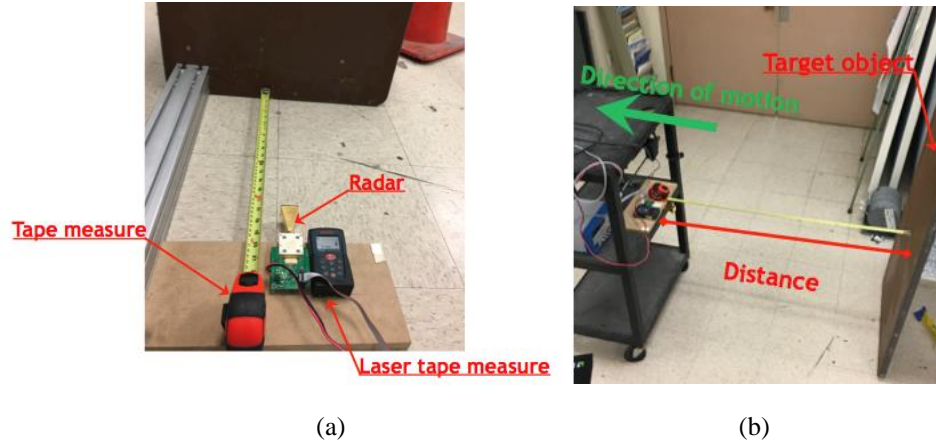 Radar
Tape measure
Laser tape measure
(a)
Target object
Direction of motion
Distance
(b)